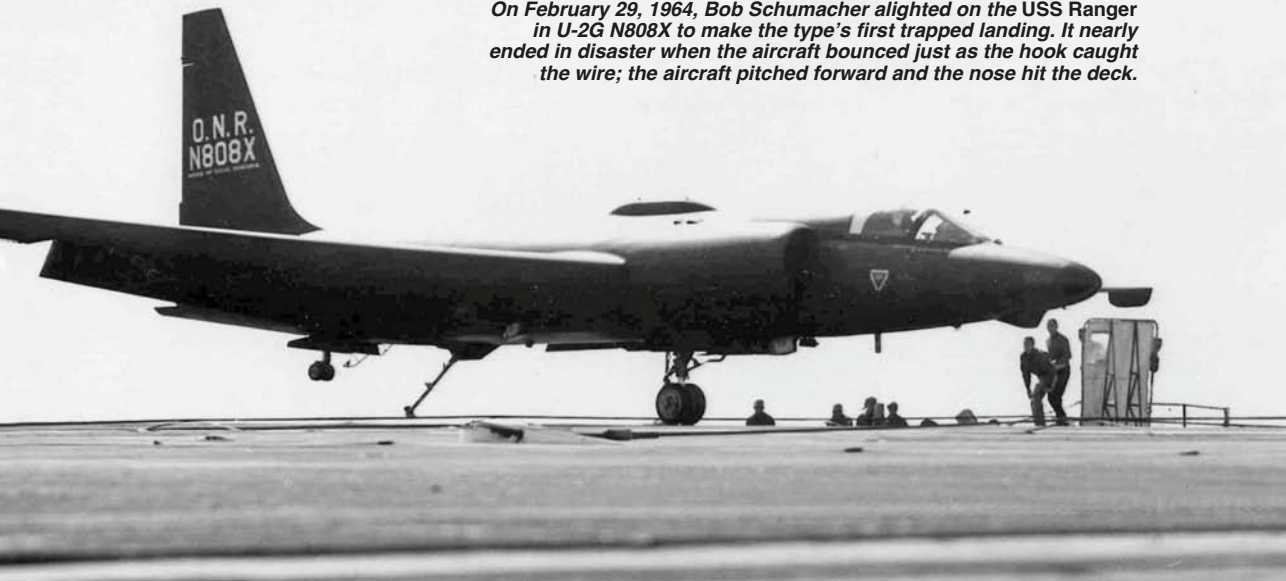 On February 29, 1964, Bob Schumacher alighted on the USS Ranger
in U-2G N808X to make the type's first trapped landing. It nearly
ended in disaster when the aircraft bounced just as the hook caught
the wire; the aircraft pitched forward and the nose hit the deck.
O.N.R.
N808X